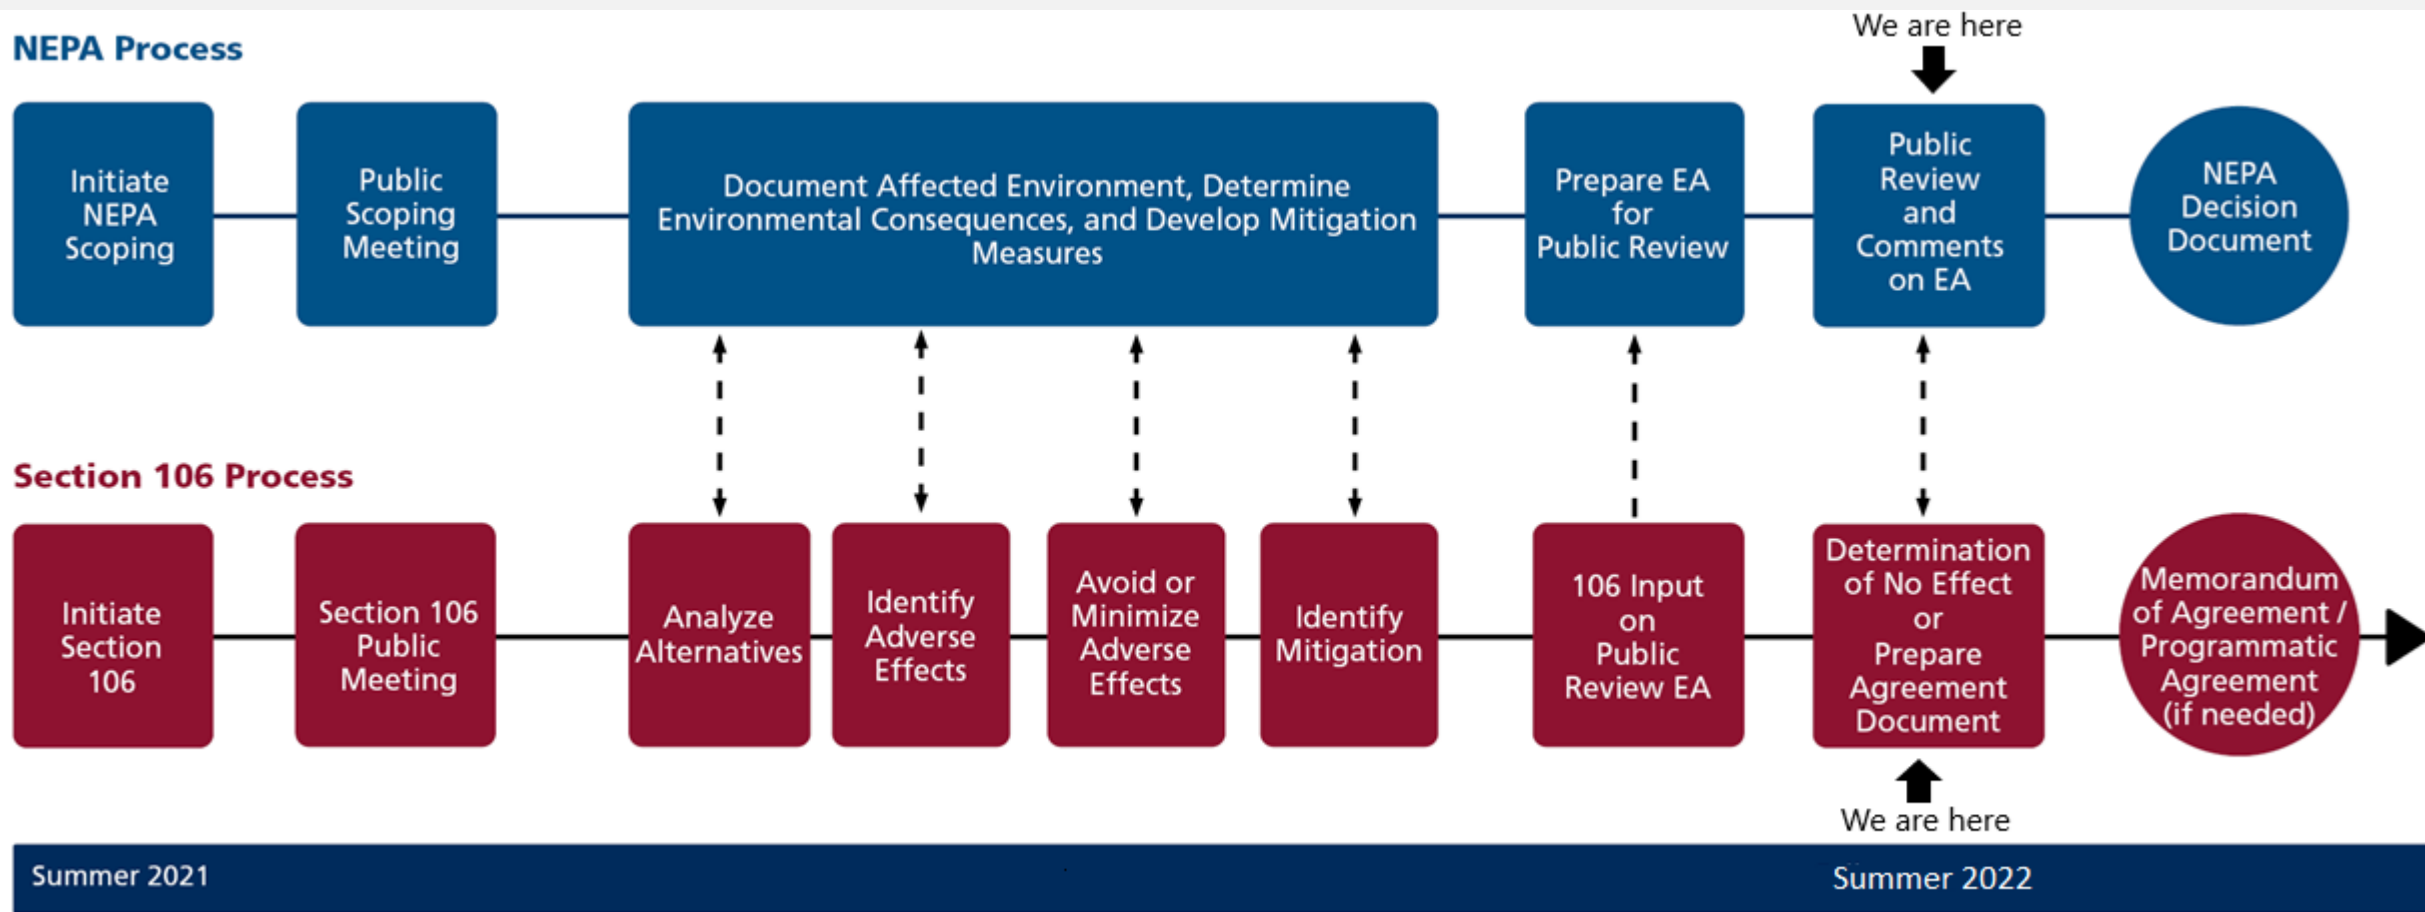 We are here
NEPA Process
Initiate
NEPA
Scoping
Public
Scoping
Meeting
Document Affected Environment, Determine
Environmental Consequences, and Develop Mitigation
Measures
Prepare EA
for
Public Review
Public
Review
and
Comments
on EA
NEPA
Decision
Document
Section 106 Process
Initiate
Section
106
Section 106
Public
Meeting
Analyze
Alternatives
Identify
Adverse
Effects
Avoid or
Minimize
Adverse
Effects
Identify
Mitigation
106 Input
on
Public
Review EA
Determination
of No Effect
or
Prepare
Agreement
Document
Memorandum
of Agreement /
Programmatic
Agreement
(if needed)
We are here
Summer 2021
Summer 2022